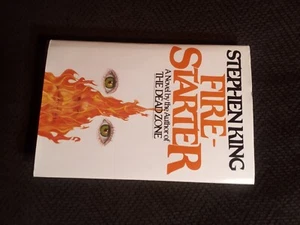 STEPHEN KING
FIRE-
STARTER
A Novel by the Author of
THE DEAD ZONE